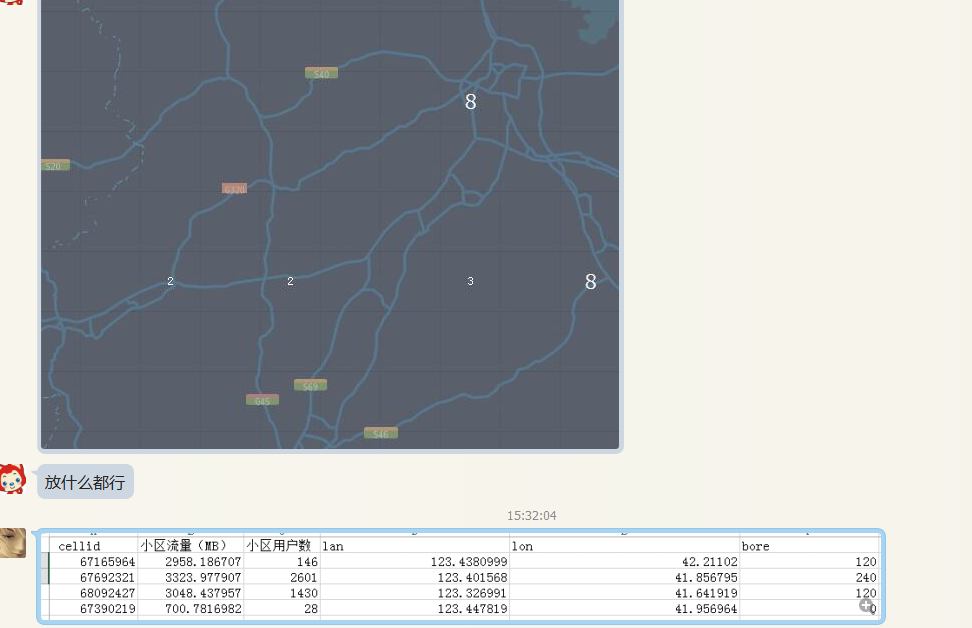 S40
8
S20
G320
2 2 3 8
S69
G45
S46
放什么都行
15:32:04
cellid 小区流量（MB） 小区用户数 lan lon bore
67165964 2958.186707 146 123.4380999 42.21102 120
67692321 3323.977907 2601 123.401568 41.856795 240
68092427 3048.437957 1430 123.326991 41.641919 120
67390219 700.7816982 28 123.447819 41.956964 0